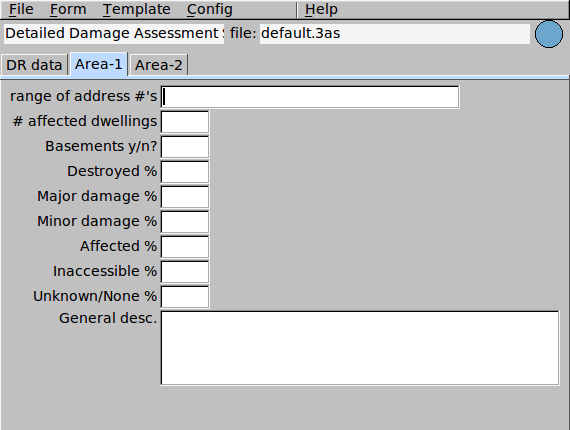 File Form Template Config Help
Detailed Damage Assessment file: default.3as
DR data Area-1 Area-2
range of address #'s
# affected dwellings
Basements y/n?
Destroyed %
Major damage %
Minor damage %
Affected %
Inaccessible %
Unknown/None %
General desc.